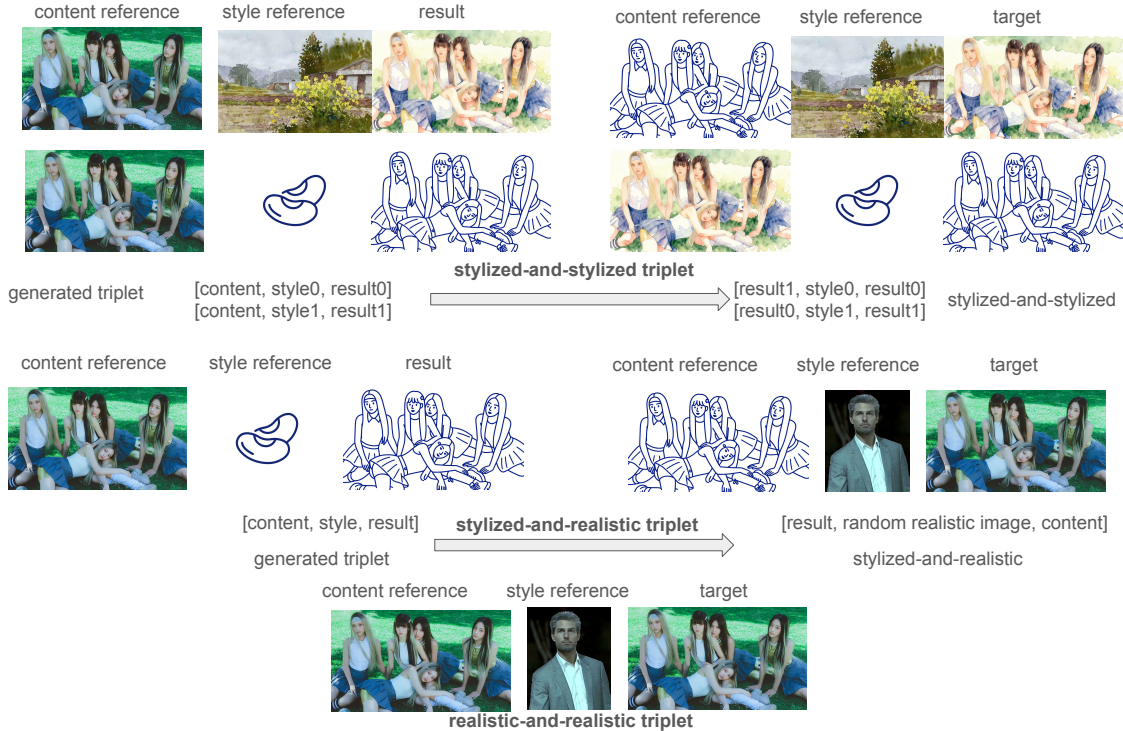 content reference style reference result content reference style reference target
stylized-and-stylized triplet
generated triplet [content, style0, result0] [result1, style0, result0] stylized-and-stylized
[content, style1, result1] [result0, style1, result1]
content reference style reference result content reference style reference target
[content, style, result] stylized-and-realistic triplet [result, random realistic image, content]
generated triplet stylized-and-realistic
content reference style reference target
realistic-and-realistic triplet